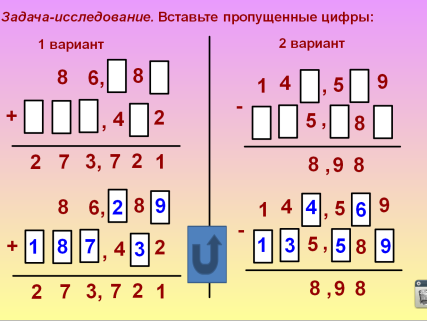 Задача-исследование. Вставьте пропущенные цифры:
1 вариант
2 вариант
8 6, 8
+ , 4 2
2 7 3, 7 2 1
1 4 , 5 9
- 5, 8
8 , 9 8
8 6, 2 8 9
+ 1 8 7 , 4 3 2
2 7 3, 7 2 1
1 4 4 , 5 6 9
- 1 3 5 , 5 8 9
8 , 9 8